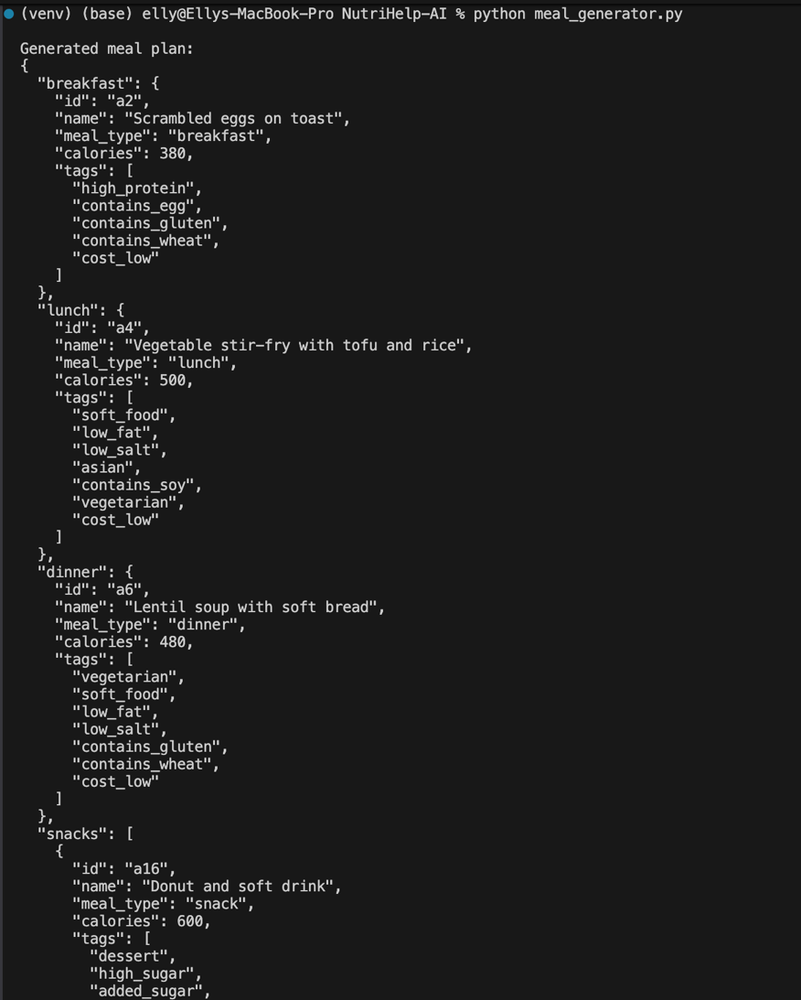 (venv) (base) elly@Ellys-MacBook-Pro NutriHelp-AI % python meal_generator.py
Generated meal plan:
{
  "breakfast": {
    "id": "a2",
    "name": "Scrambled eggs on toast",
    "meal_type": "breakfast",
    "calories": 380,
    "tags": [
      "high_protein",
      "contains_egg",
      "contains_gluten",
      "contains_wheat",
      "cost_low"
    ]
  },
  "lunch": {
    "id": "a4",
    "name": "Vegetable stir-fry with tofu and rice",
    "meal_type": "lunch",
    "calories": 500,
    "tags": [
      "soft_food",
      "low_fat",
      "low_salt",
      "asian",
      "contains_soy",
      "vegetarian",
      "cost_low"
    ]
  },
  "dinner": {
    "id": "a6",
    "name": "Lentil soup with soft bread",
    "meal_type": "dinner",
    "calories": 480,
    "tags": [
      "vegetarian",
      "soft_food",
      "low_fat",
      "low_salt",
      "contains_gluten",
      "contains_wheat",
      "cost_low"
    ]
  },
  "snacks": [
    {
      "id": "a16",
      "name": "Donut and soft drink",
      "meal_type": "snack",
      "calories": 600,
      "tags": [
        "dessert",
        "high_sugar",
        "added_sugar",